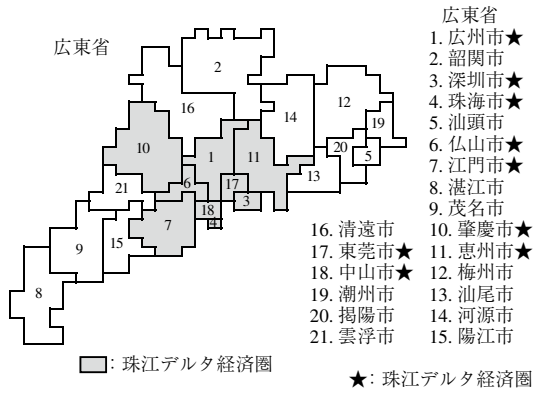 広東省
2
16
12
14
19
10
1
11
20
5
13
6
17
21
3
18
4
7
9
15
8
□: 珠江デルタ経済圏
広東省
1. 広州市★
2. 韶関市
3. 深圳市★
4. 珠海市★
5. 汕頭市
6. 仏山市★
7. 江門市★
8. 湛江市
9. 茂名市
10. 肇慶市★
11. 恵州市★
12. 梅州市
13. 汕尾市
14. 河源市
15. 陽江市
16. 清遠市
17. 東莞市★
18. 中山市★
19. 潮州市
20. 掲陽市
21. 雲浮市
★: 珠江デルタ経済圏